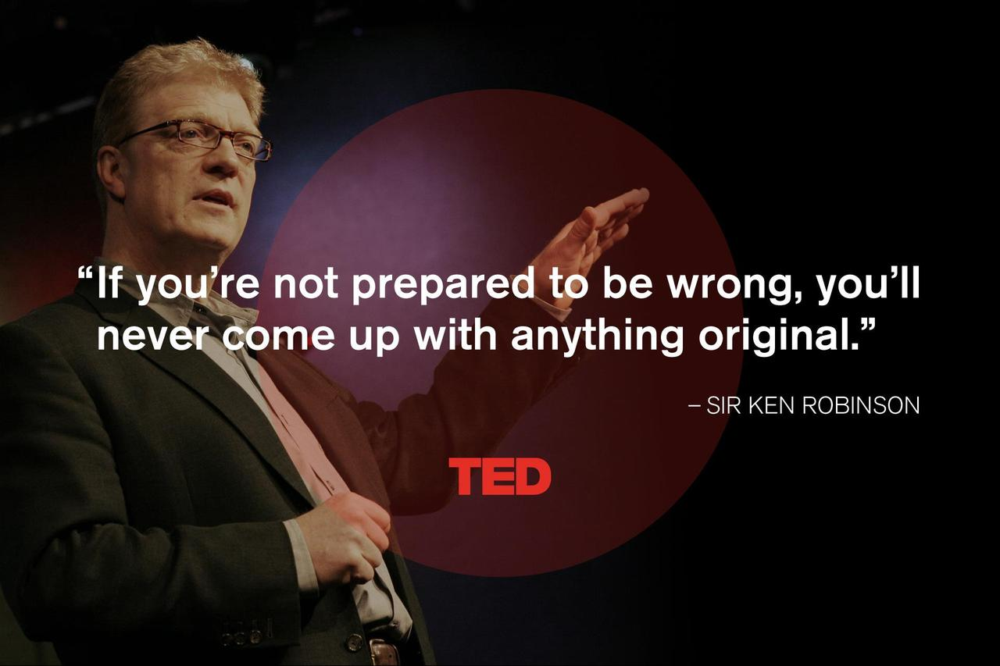 “If you’re not prepared to be wrong, you’ll
never come up with anything original.”
– SIR KEN ROBINSON
TED